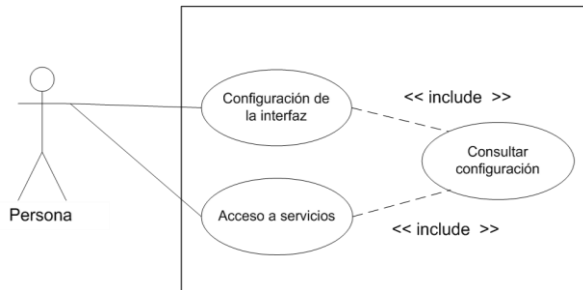 Configuración de
la interfaz
<< include >>
Consultar
configuración
Persona
Acceso a servicios
<< include >>